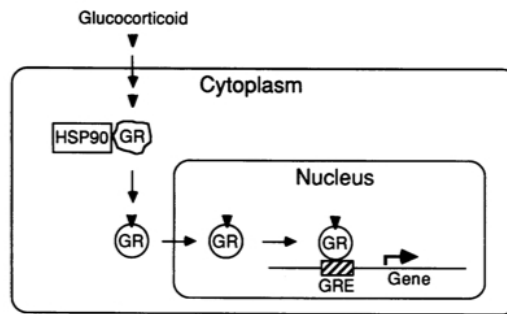 Glucocorticoid
Cytoplasm
HSP90 GR
Nucleus
GR GR GR
GRE Gene